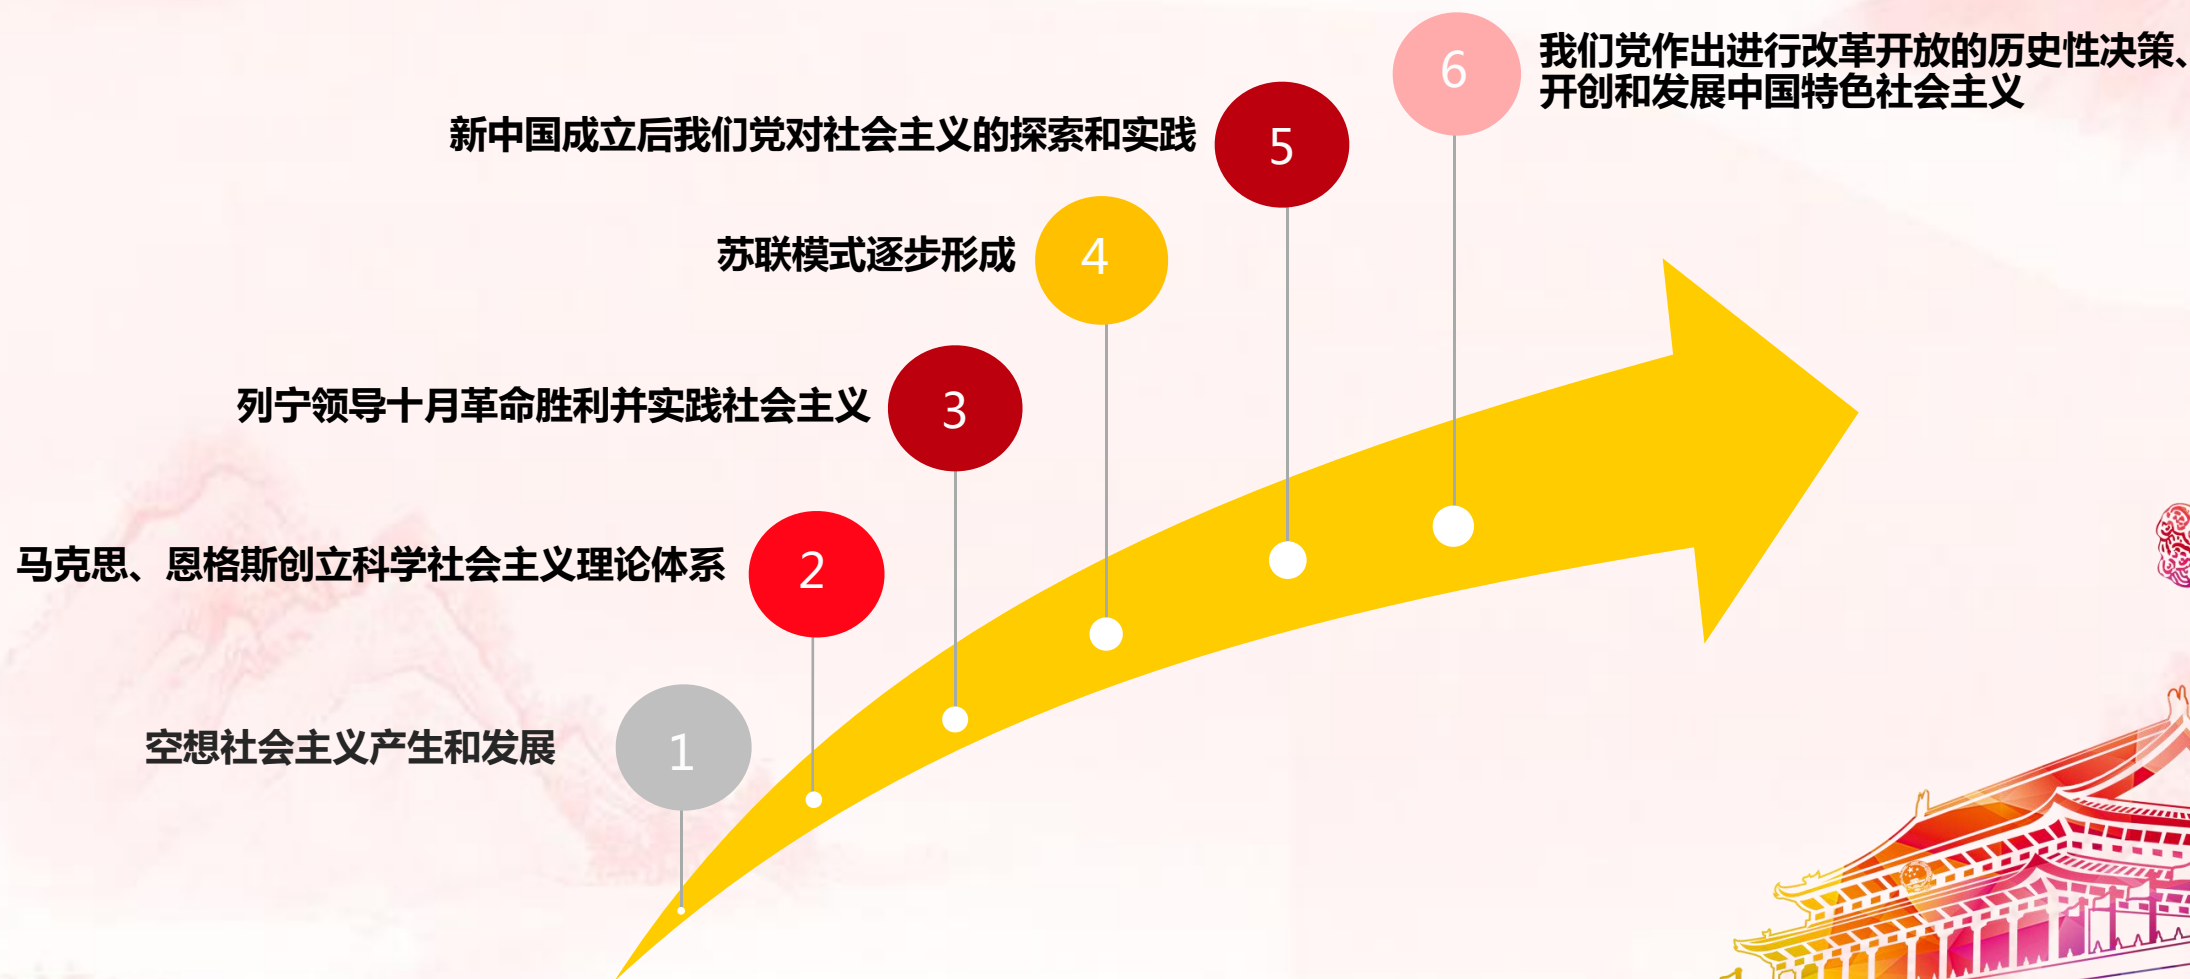 6
我们党作出进行改革开放的历史性决策、
开创和发展中国特色社会主义
新中国成立后我们党对社会主义的探索和实践
5
苏联模式逐步形成
4
列宁领导十月革命胜利并实践社会主义
3
马克思、恩格斯创立科学社会主义理论体系
2
空想社会主义产生和发展
1